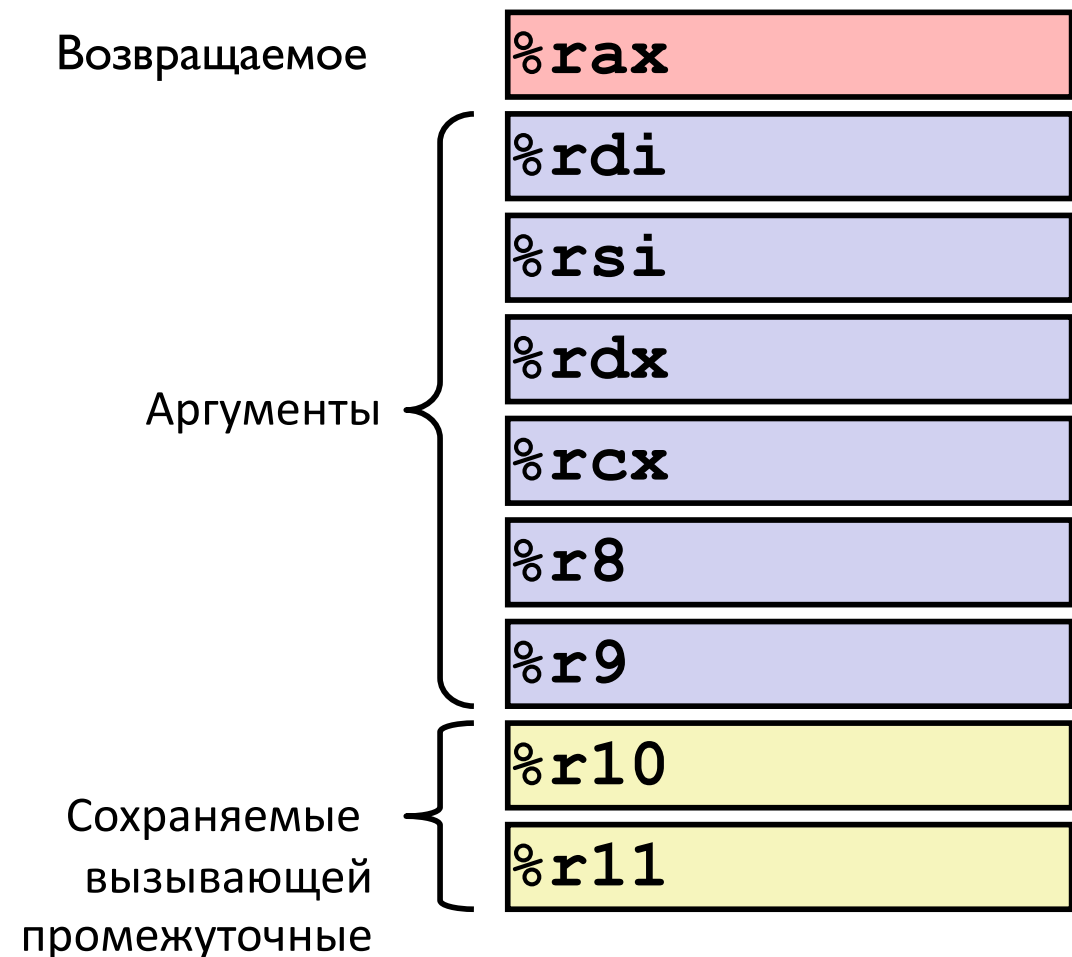 Возвращаемое
%rax
%rdi
%rsi
%rdx
Аргументы
%rcx
%r8
%r9
%r10
Сохраняемые
вызывающей
промежуточные
%r11